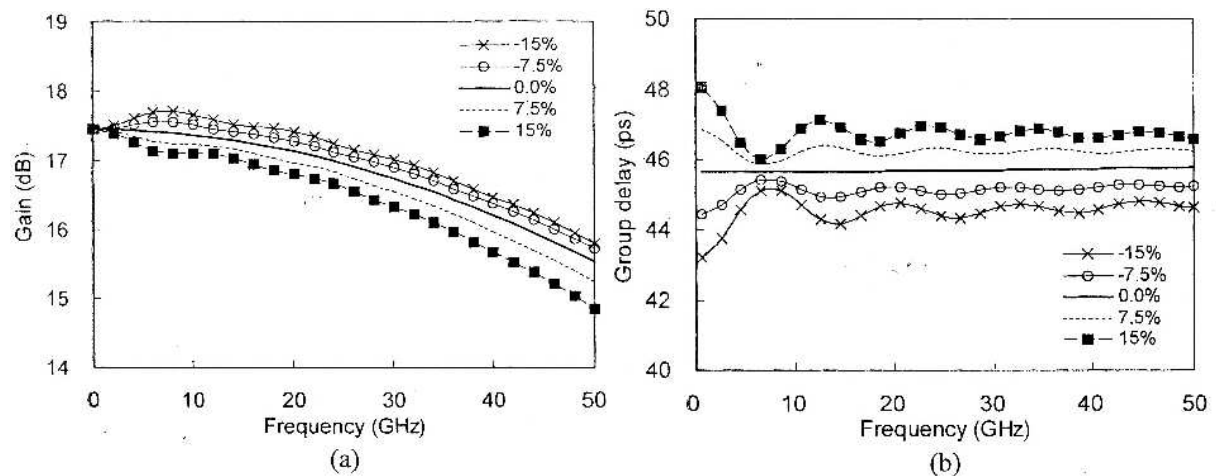 19
18
17
16
15
14
Gain (dB)
-15%
-7.5%
0.0%
7.5%
15%
0 10 20 30 40 50
Frequency (GHz)
(a)
50
48
46
44
42
40
Group delay (ps)
-15%
-7.5%
0.0%
7.5%
15%
0 10 20 30 40 50
Frequency (GHz)
(b)